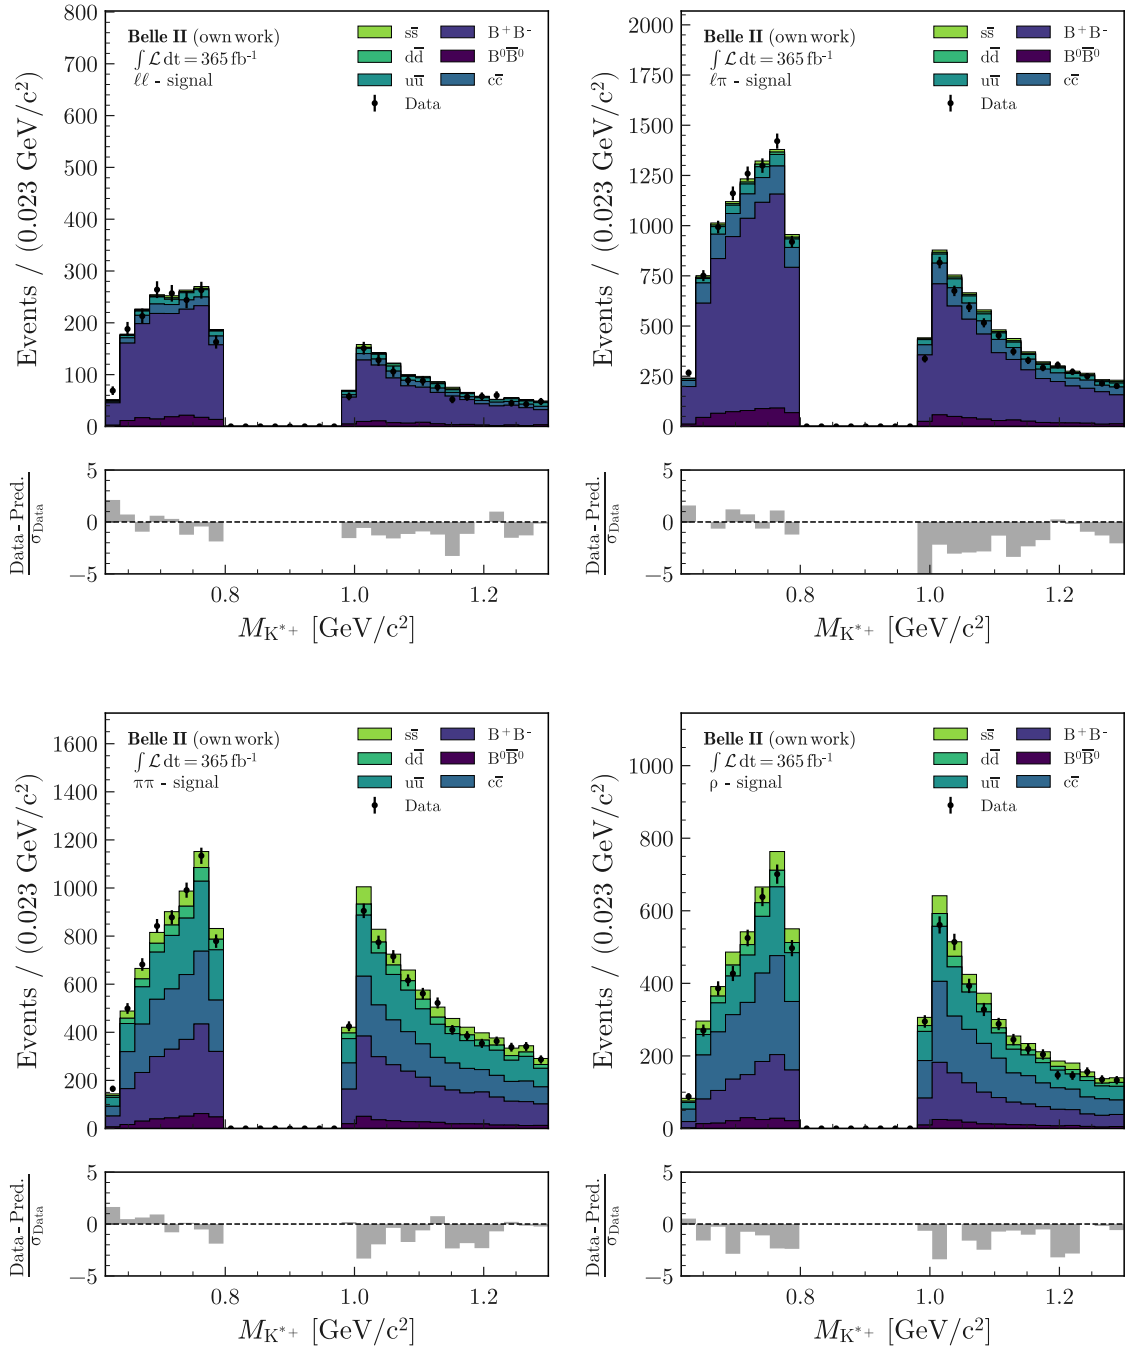 Belle II (own work)
∫ L dt = 365 fb⁻¹
ℓℓ - signal
ss̅
dd̅
uu̅
B⁺B⁻
B⁰B̅⁰
cc̅
Data
Events / (0.023 GeV/c²)
800
700
600
500
400
300
200
100
0
Data - Pred.
σData
5
0
−5
0.8
1.0
1.2
M_K*+ [GeV/c²]
Belle II (own work)
∫ L dt = 365 fb⁻¹
ℓπ - signal
ss̅
dd̅
uu̅
B⁺B⁻
B⁰B̅⁰
cc̅
Data
Events / (0.023 GeV/c²)
2000
1750
1500
1250
1000
750
500
250
0
Data - Pred.
σData
5
0
−5
0.8
1.0
1.2
M_K*+ [GeV/c²]
Belle II (own work)
∫ L dt = 365 fb⁻¹
ππ - signal
ss̅
dd̅
uu̅
B⁺B⁻
B⁰B̅⁰
cc̅
Data
Events / (0.023 GeV/c²)
1600
1400
1200
1000
800
600
400
200
0
Data - Pred.
σData
5
0
−5
0.8
1.0
1.2
M_K*+ [GeV/c²]
Belle II (own work)
∫ L dt = 365 fb⁻¹
ρ - signal
ss̅
dd̅
uu̅
B⁺B⁻
B⁰B̅⁰
cc̅
Data
Events / (0.023 GeV/c²)
1000
800
600
400
200
0
Data - Pred.
σData
5
0
−5
0.8
1.0
1.2
M_K*+ [GeV/c²]